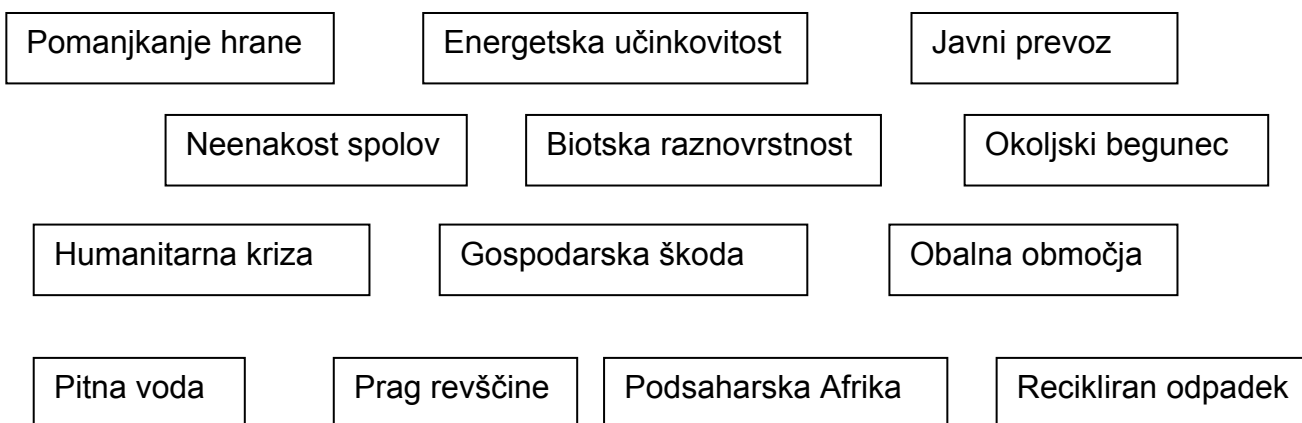 Pomanjkanje hrane
Energetska učinkovitost
Javni prevoz
Neenakost spolov
Biotska raznovrstnost
Okoljski begunec
Humanitarna kriza
Gospodarska škoda
Obalna območja
Pitna voda
Prag revščine
Podsaharska Afrika
Recikliran odpadek